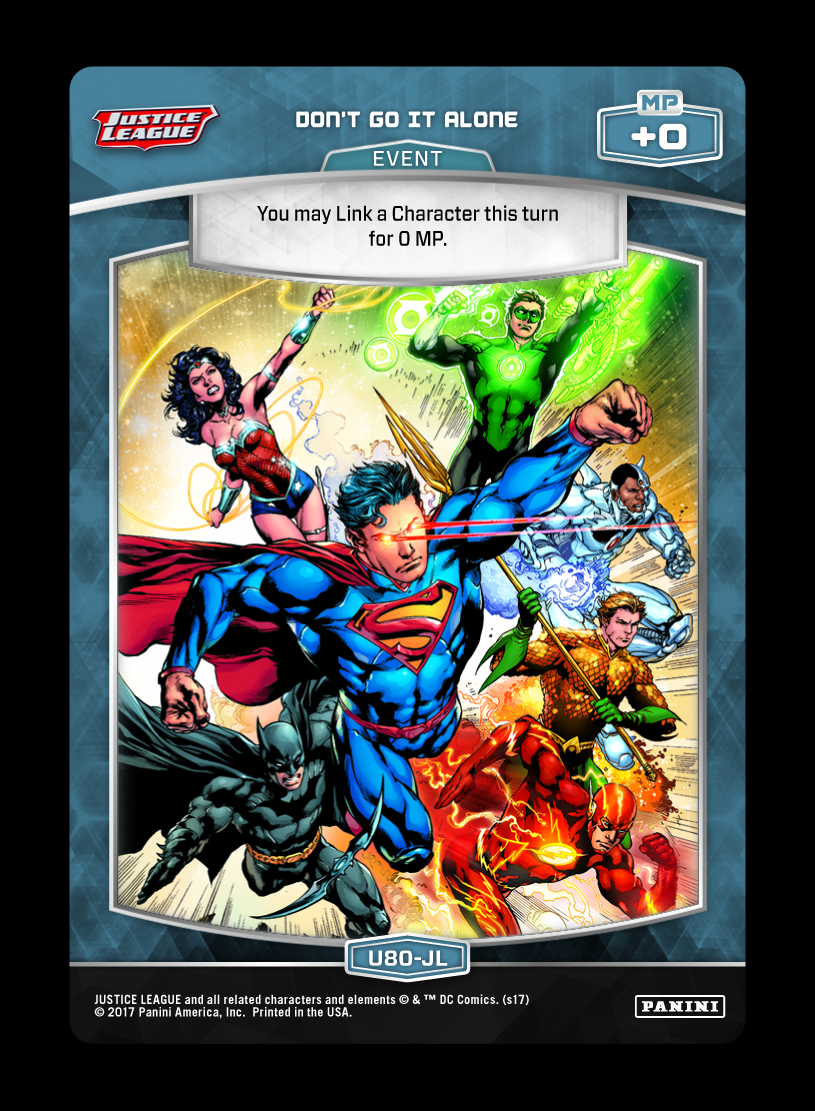 JUSTICE
LEAGUE
DON'T GO IT ALONE
MP
+0
EVENT
You may Link a Character this turn
for 0 MP.
S
U80-JL
JUSTICE LEAGUE and all related characters and elements © & ™ DC Comics. (s17)
© 2017 Panini America, Inc. Printed in the USA.
PANINI